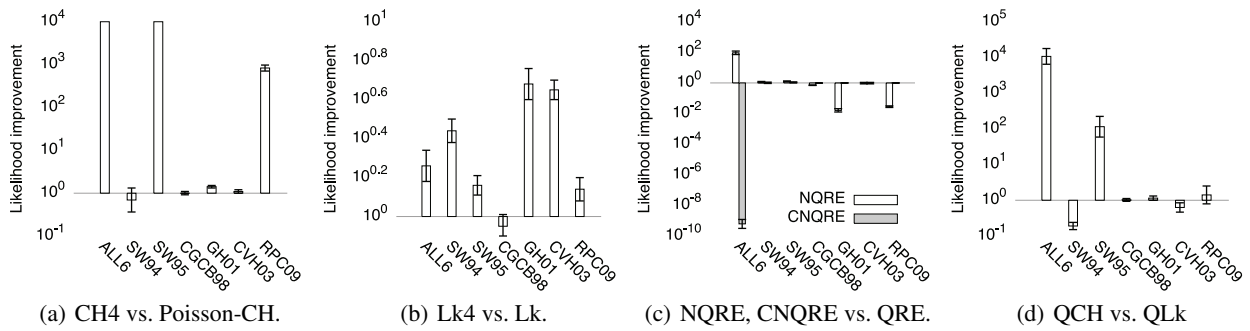 Likelihood improvement
10^4
10^3
10^2
10^1
10^0
10^-1
ALL6
SW94
SW95
CGCB98
GH01
CVH03
RPC09
(a) CH4 vs. Poisson-CH.
Likelihood improvement
10^1
10^0.8
10^0.6
10^0.4
10^0.2
10^0
ALL6
SW94
SW95
CGCB98
GH01
CVH03
RPC09
(b) Lk4 vs. Lk.
Likelihood improvement
10^4
10^2
10^0
10^-2
10^-4
10^-6
10^-8
10^-10
NQRE
CNQRE
ALL6
SW94
SW95
CGCB98
GH01
CVH03
RPC09
(c) NQRE, CNQRE vs. QRE.
Likelihood improvement
10^5
10^4
10^3
10^2
10^1
10^0
10^-1
ALL6
SW94
SW95
CGCB98
GH01
CVH03
RPC09
(d) QCH vs. QLk